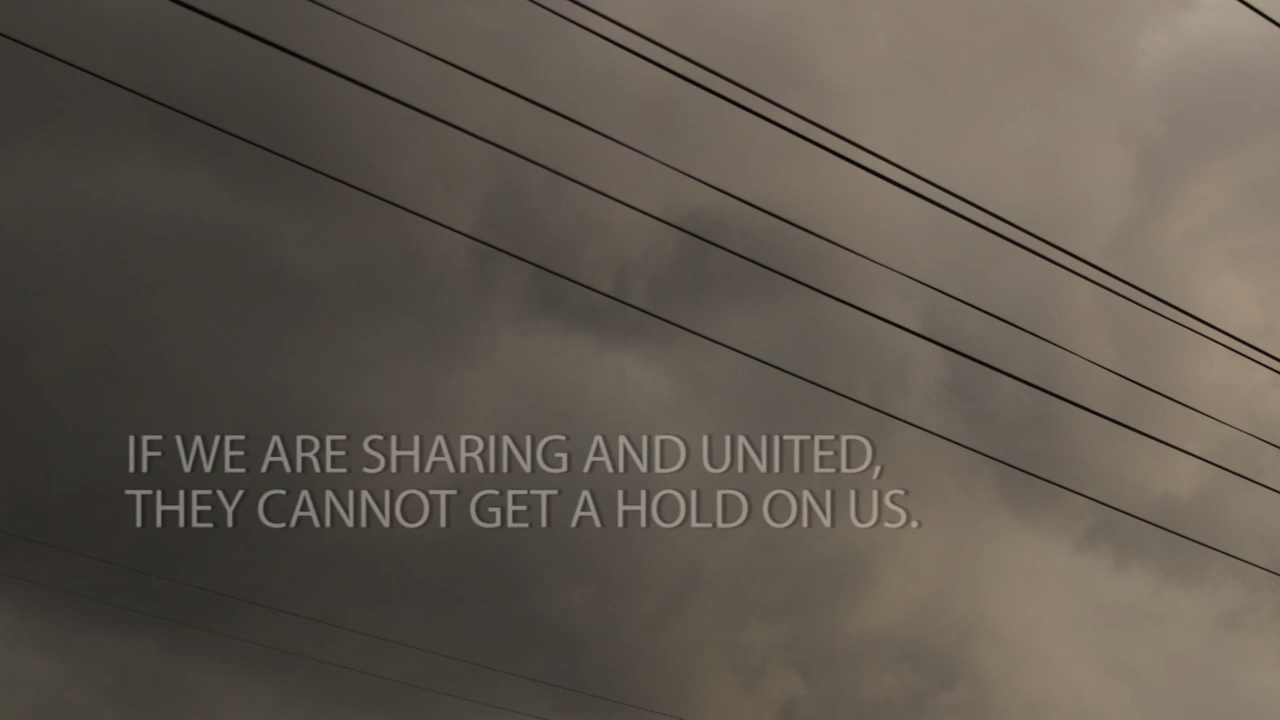 IF WE ARE SHARING AND UNITED,
THEY CANNOT GET A HOLD ON US.